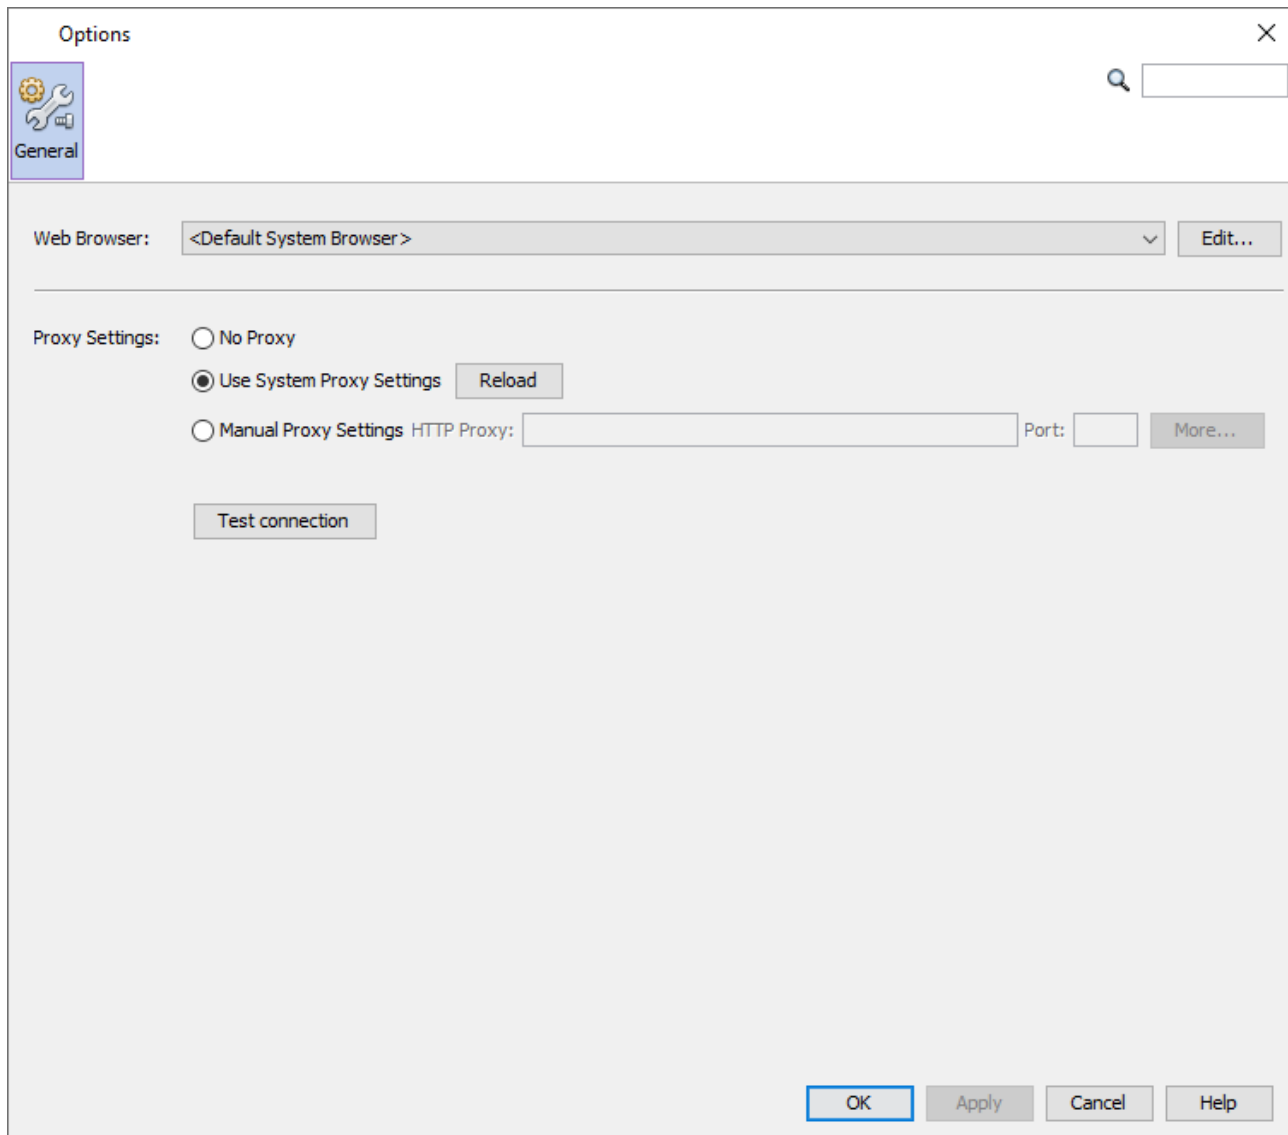 Options
General
Web Browser: <Default System Browser> Edit...
Proxy Settings: No Proxy
Use System Proxy Settings Reload
Manual Proxy Settings HTTP Proxy: Port: More...
Test connection
OK Apply Cancel Help